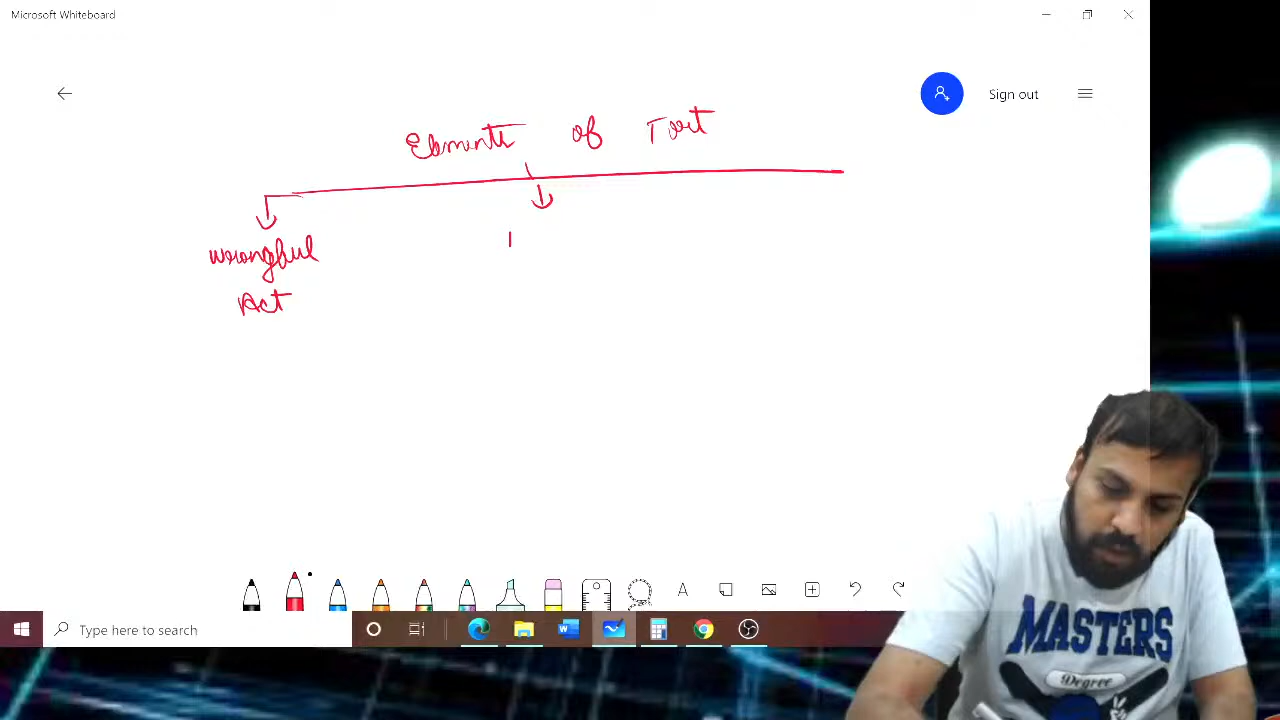 Microsoft Whiteboard
Sign out
Elements of Tort
Wrongful
Act
A
Type here to search
MASTERS
Degree